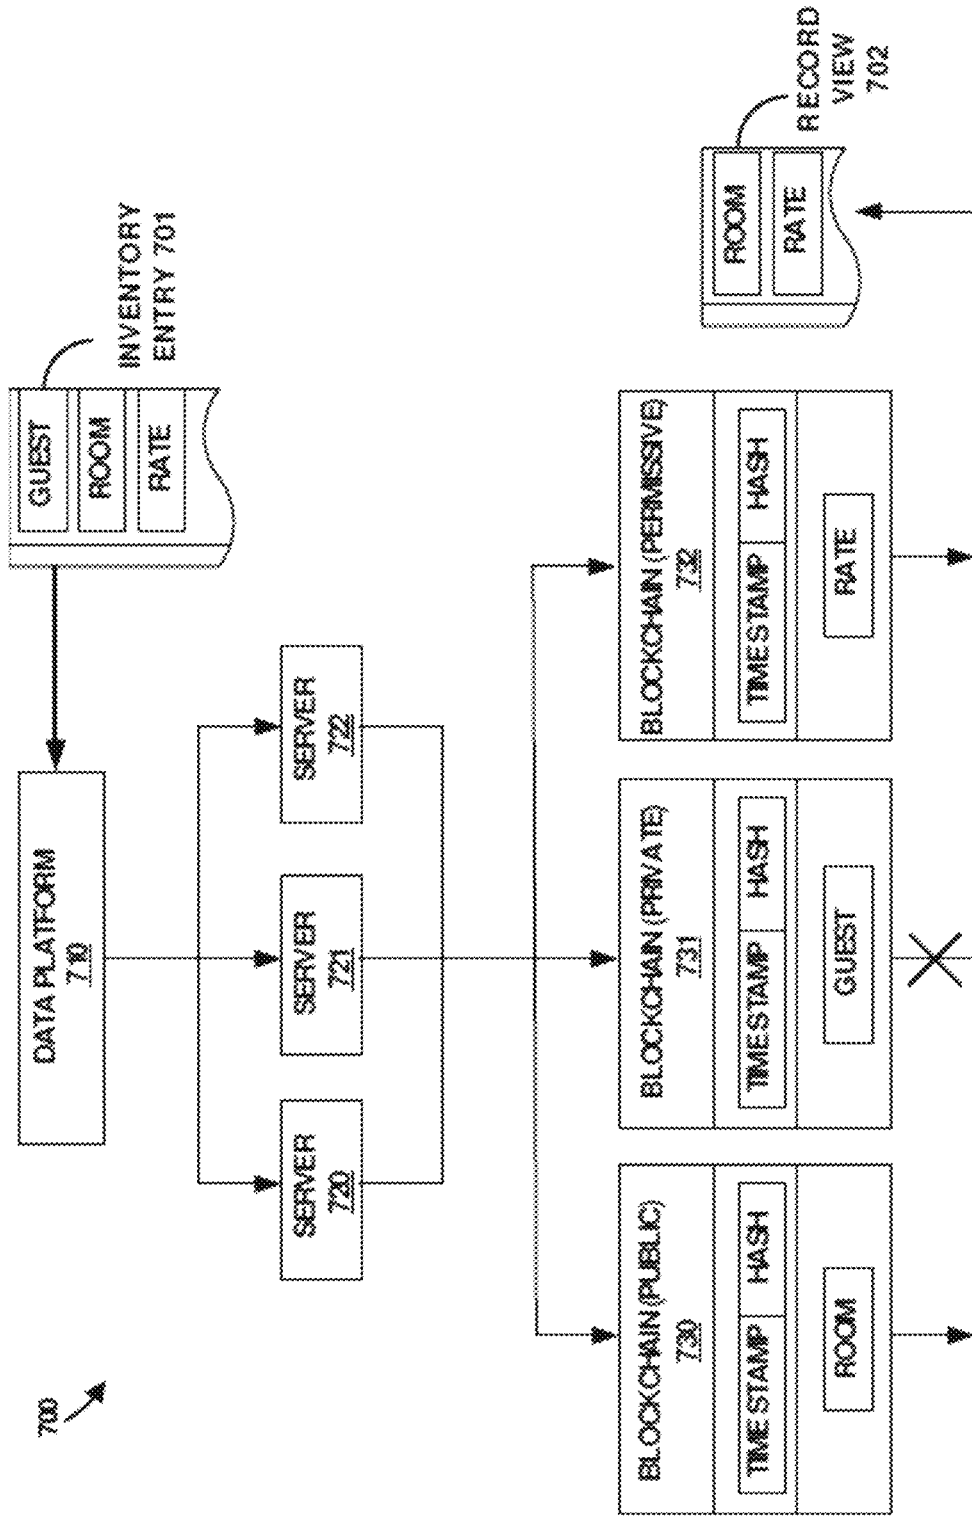 700
DATA PLATFORM
710
GUEST
ROOM
RATE
INVENTORY
ENTRY 701
SERVER
720
SERVER
721
SERVER
722
BLOCKCHAIN (PUBLIC)
730
TIMESTAMP
HASH
ROOM
BLOCKCHAIN (PRIVATE)
731
TIMESTAMP
HASH
GUEST
BLOCKCHAIN (PERMISSIVE)
732
TIMESTAMP
HASH
RATE
ROOM
RATE
RECORD
VIEW
702